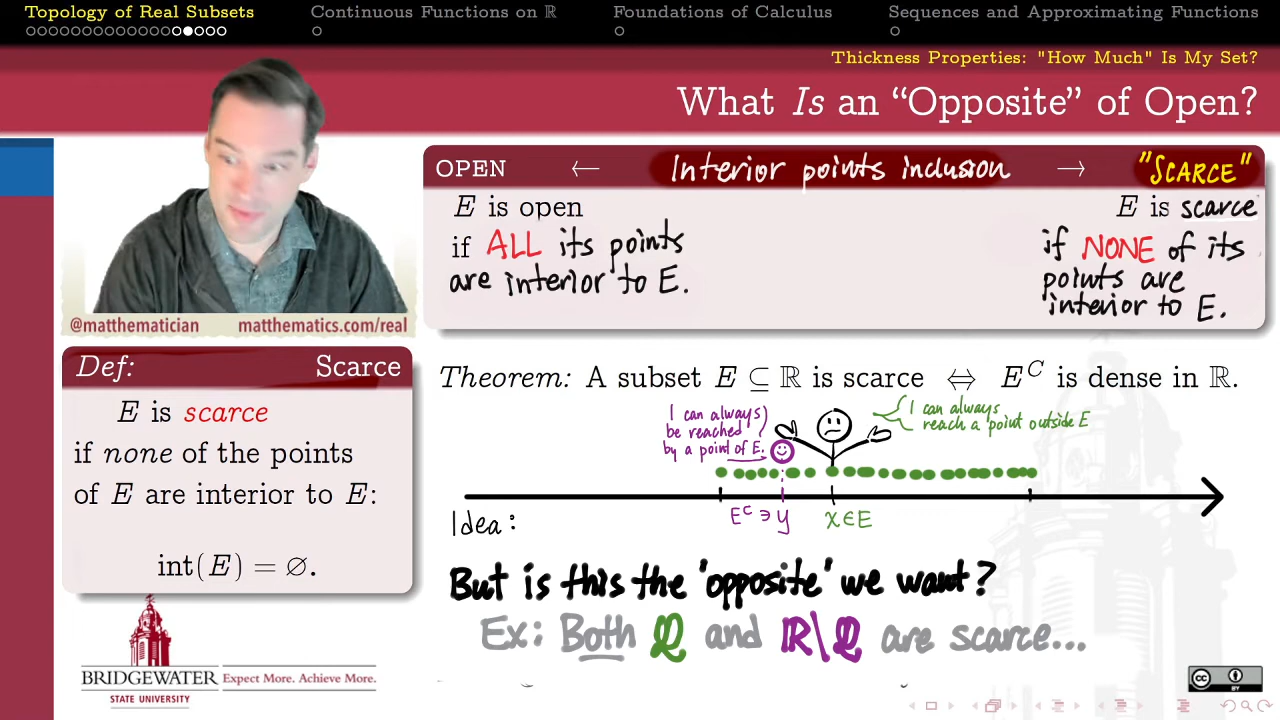 Topology of Real Subsets
Continuous Functions on ℝ
Foundations of Calculus
Sequences and Approximating Functions
Thickness Properties: "How Much" Is My Set?
What Is an “Opposite” of Open?
OPEN ← Interior points inclusion → "SCARCE"
E is open
if ALL its points
are interior to E.
E is scarce
if NONE of its
points are
interior to E.
@matthematician matthematics.com/real
Def: Scarce
E is scarce
if none of the points
of E are interior to E:
int(E) = ∅.
Theorem: A subset E ⊆ ℝ is scarce ⇔ E^C is dense in ℝ.
I can always
be reached
by a point of E.
I can always
reach a point outside E
E^C ∋ y
x ∈ E
Idea:
But is this the 'opposite' we want?
Ex: Both ℚ and ℝ\ℚ are scarce...
BRIDGEWATER
STATE UNIVERSITY
Expect More. Achieve More.
cc
BY